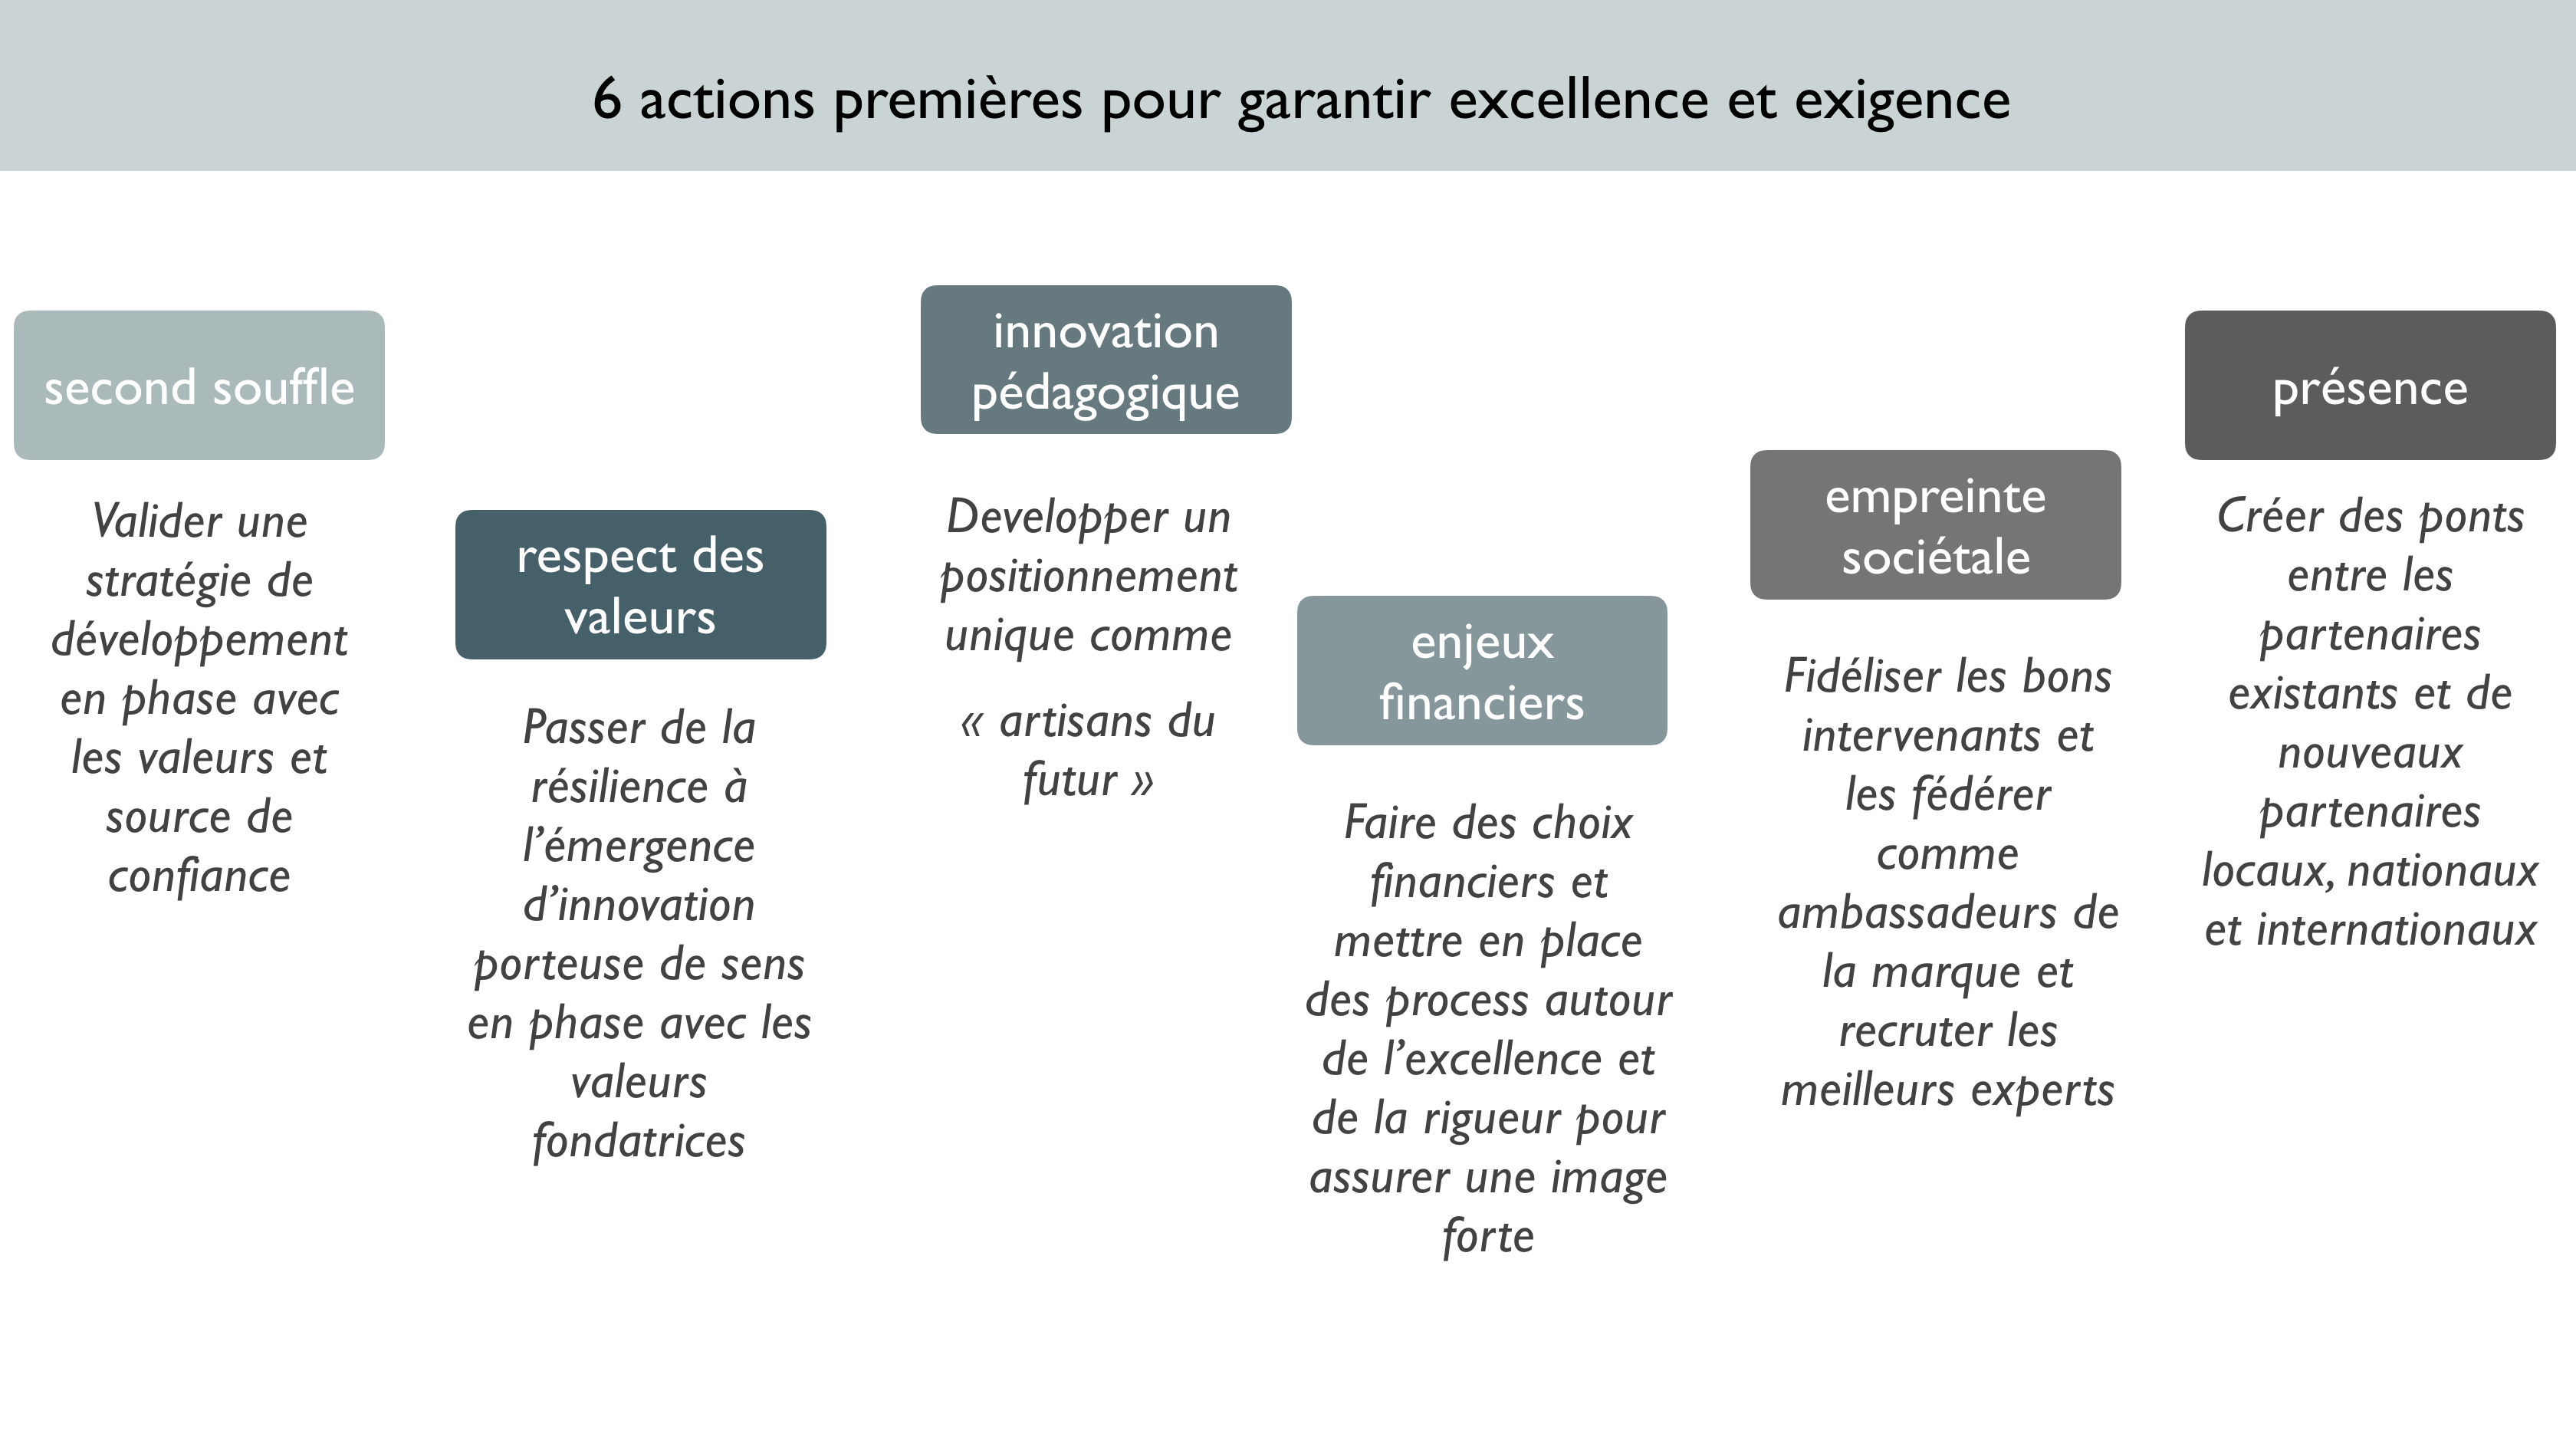 6 actions premières pour garantir excellence et exigence
second souffle
Valider une
stratégie de
développement
en phase avec
les valeurs et
source de
confiance
respect des
valeurs
Passer de la
résilience à
l’émergence
d’innovation
porteuse de sens
en phase avec les
valeurs
fondatrices
innovation
pédagogique
Developper un
positionnement
unique comme
« artisans du
futur »
enjeux
financiers
Faire des choix
financiers et
mettre en place
des process autour
de l’excellence et
de la rigueur pour
assurer une image
forte
empreinte
sociétale
Fidéliser les bons
intervenants et
les fédérer
comme
ambassadeurs de
la marque et
recruter les
meilleurs experts
présence
Créer des ponts
entre les
partenaires
existants et de
nouveaux
partenaires
locaux, nationaux
et internationaux